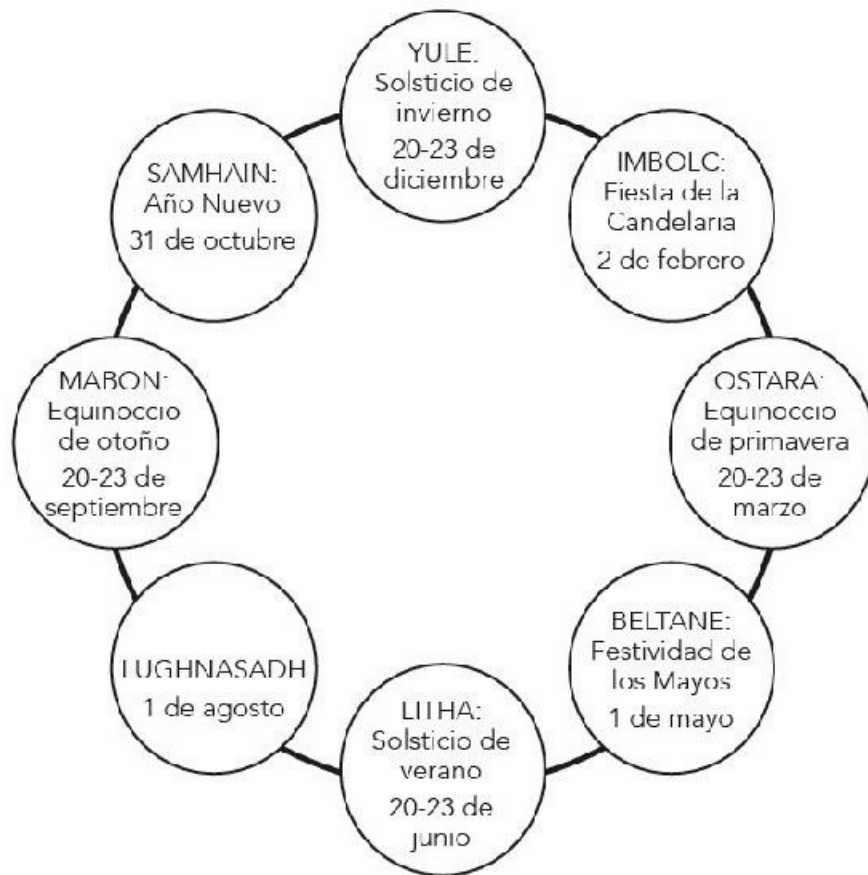 YULE:
Solsticio de
invierno
20-23 de
diciembre
IMBOLC:
Fiesta de la
Candelaria
2 de febrero
OSTARA:
Equinoccio
de primavera
20-23 de
marzo
BELTANE:
Festividad de
los Mayos
1 de mayo
LITHA:
Solsticio de
verano
20-23 de
junio
LUGHNASADH
1 de agosto
MABON:
Equinoccio
de otoño
20-23 de
septiembre
SAMHAIN:
Año Nuevo
31 de octubre